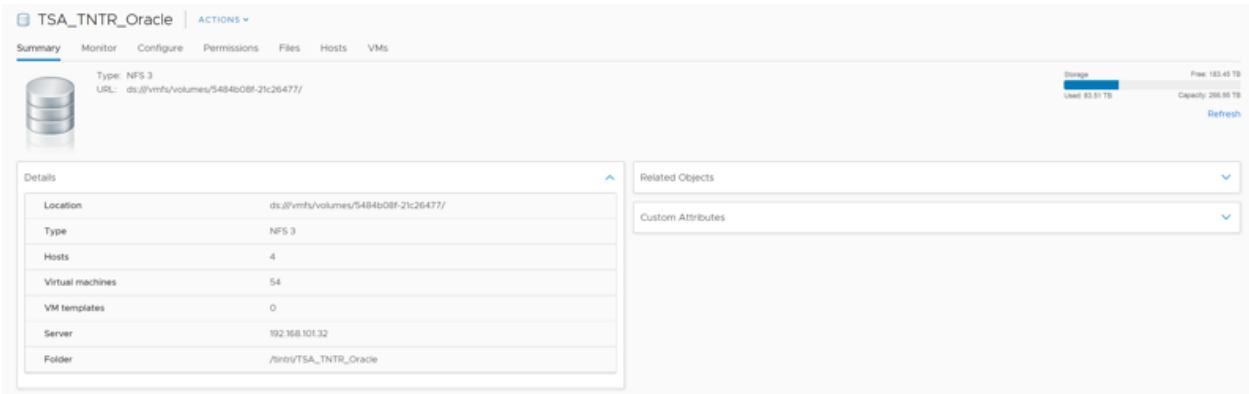 TSA_TNTR_Oracle ACTIONS
Summary Monitor Configure Permissions Files Hosts VMs
Type: NFS 3
URL: ds:///vmfs/volumes/5484b08f-21c26477/
Storage Free: 183.45 TB
Used: 83.51 TB Capacity: 266.95 TB
Refresh
Details
Location ds:///vmfs/volumes/5484b08f-21c26477/
Type NFS 3
Hosts 4
Virtual machines 54
VM templates 0
Server 192.168.101.32
Folder /tintri/TSA_TNTR_Oracle
Related Objects
Custom Attributes